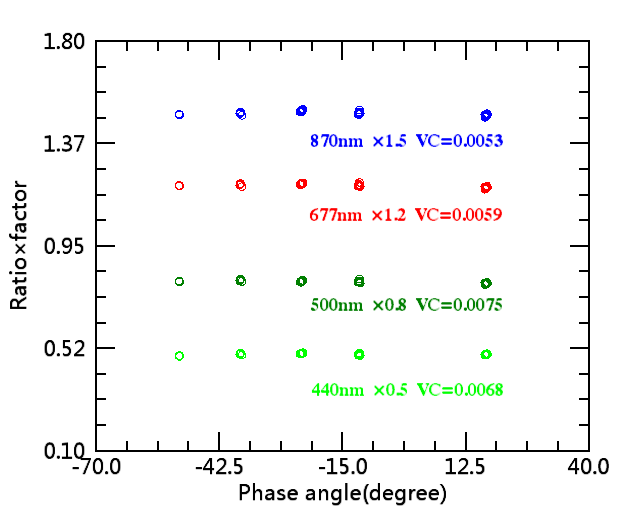 1.80
870nm ×1.5 VC=0.0053
1.37
677nm ×1.2 VC=0.0059
Ratio×factor
0.95
500nm ×0.8 VC=0.0075
0.52
440nm ×0.5 VC=0.0068
0.10
-70.0 -42.5 -15.0 12.5 40.0
Phase angle(degree)